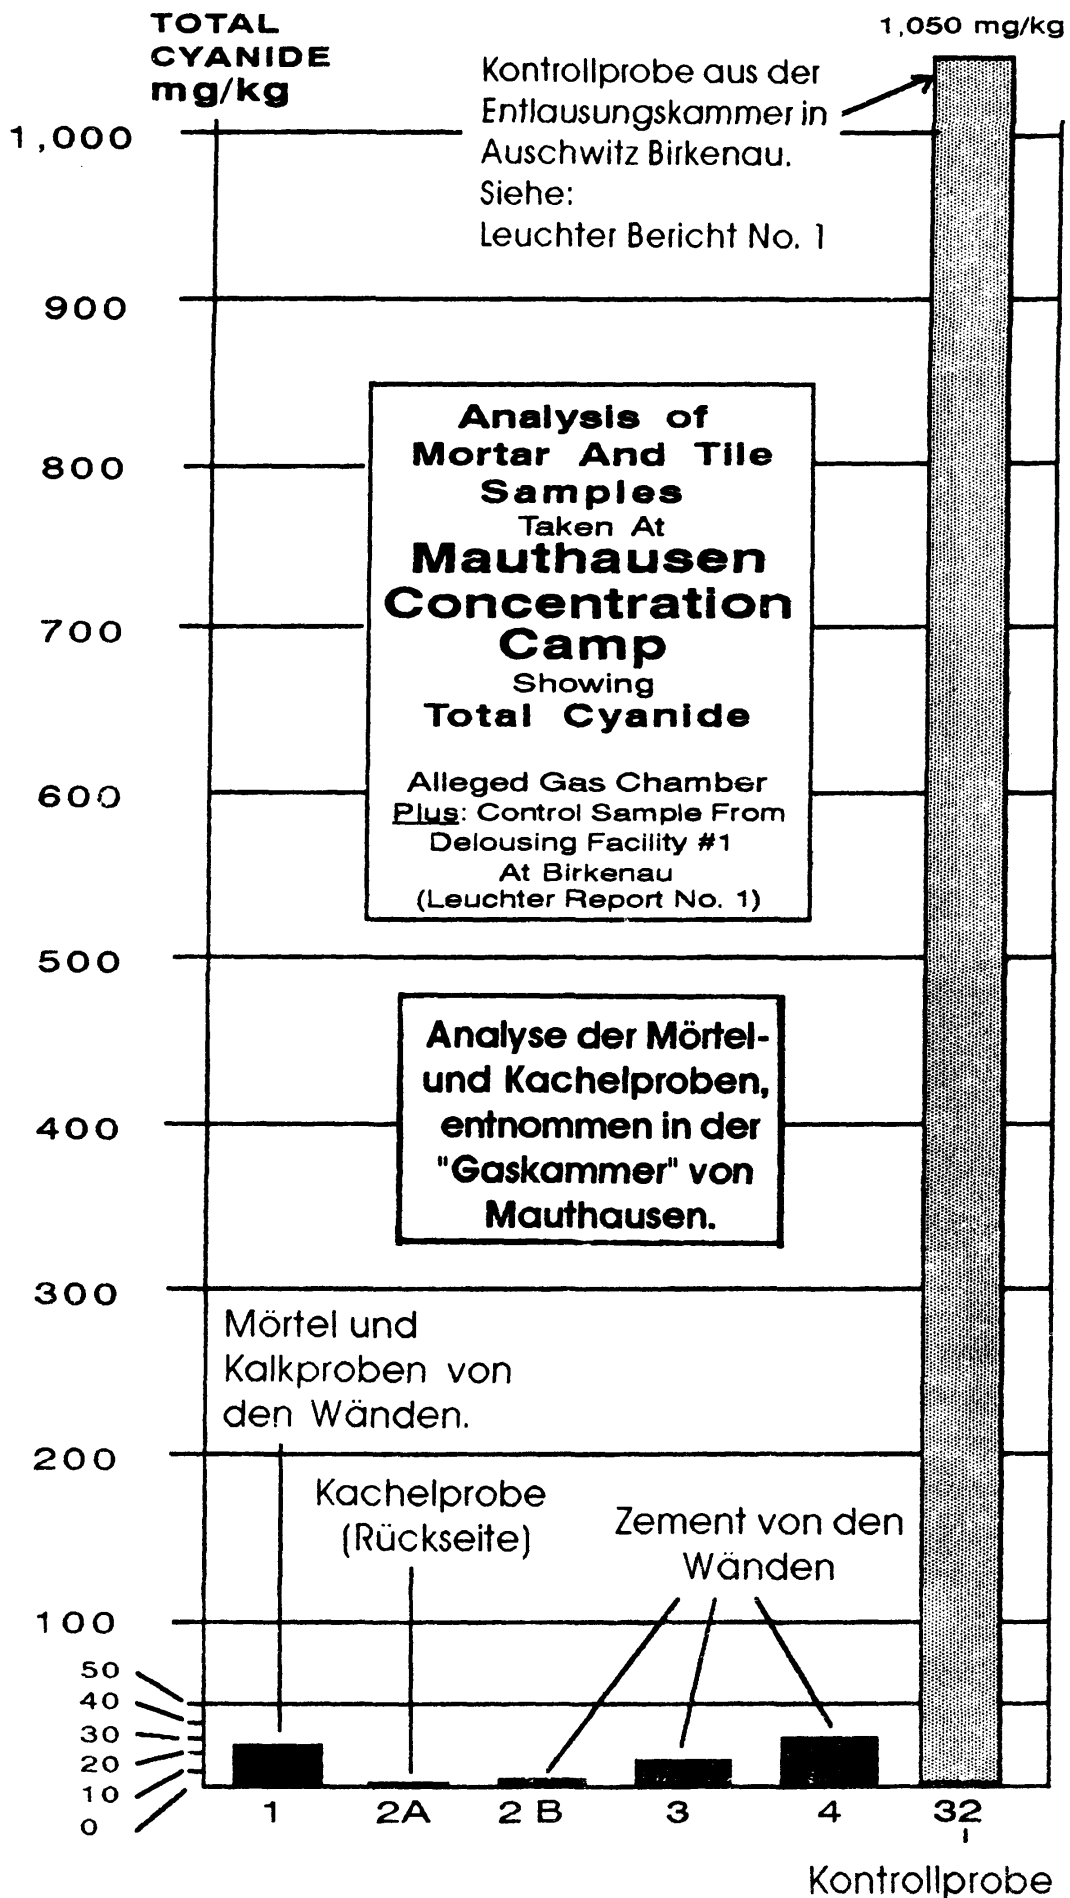 TOTAL
CYANIDE
mg/kg
1,050 mg/kg
Kontrollprobe aus der
Entlausungskammer in
Auschwitz Birkenau.
Siehe:
Leuchter Bericht No. 1
1,000
900
800
700
600
500
400
300
200
100
50
40
30
20
10
0
Analysis of
Mortar And Tile
Samples
Taken At
Mauthausen
Concentration
Camp
Showing
Total Cyanide
Alleged Gas Chamber
Plus: Control Sample From
Delousing Facility #1
At Birkenau
(Leuchter Report No. 1)
Analyse der Mörtel-
und Kachelproben,
entnommen in der
"Gaskammer" von
Mauthausen.
Mörtel und
Kalkproben von
den Wänden.
Kachelprobe
(Rückseite)
Zement von den
Wänden
1 2A 2 B 3 4 32
Kontrollprobe